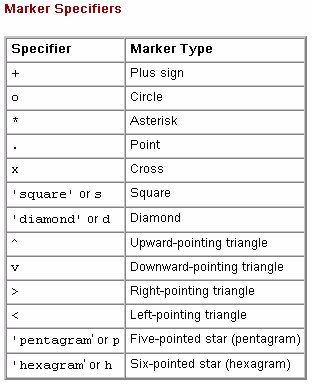 Marker Specifiers
Specifier Marker Type
+ Plus sign
o Circle
* Asterisk
. Point
x Cross
'square' or s Square
'diamond' or d Diamond
^ Upward-pointing triangle
v Downward-pointing triangle
> Right-pointing triangle
< Left-pointing triangle
'pentagram' or p Five-pointed star (pentagram)
'hexagram' or h Six-pointed star (hexagram)